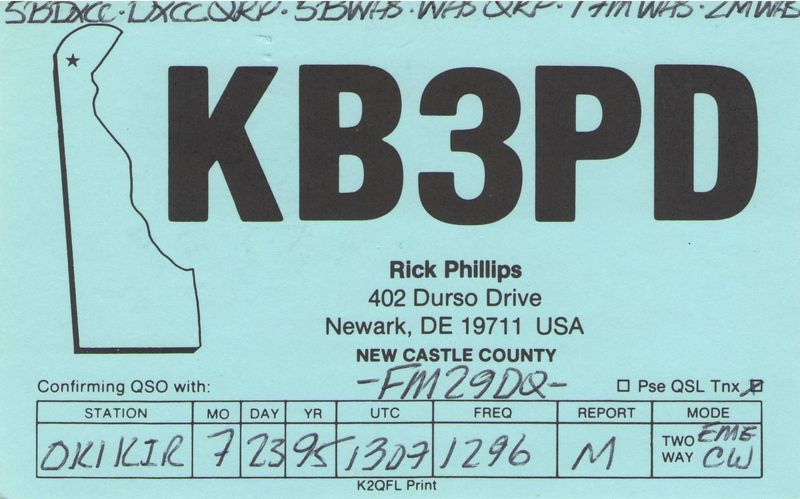 5BDXCC · DXCC QRP · 5BWAS · WAS QRP · 17M WAS · 2M WAS
KB3PD
Rick Phillips
402 Durso Drive
Newark, DE 19711 USA
NEW CASTLE COUNTY
-FM29DQ-
Confirming QSO with: ☐ Pse QSL Tnx ☑
STATION MO DAY YR UTC FREQ REPORT MODE
OK1KIR 7 23 95 1307 1296 M TWO WAY EME CW
K2QFL Print